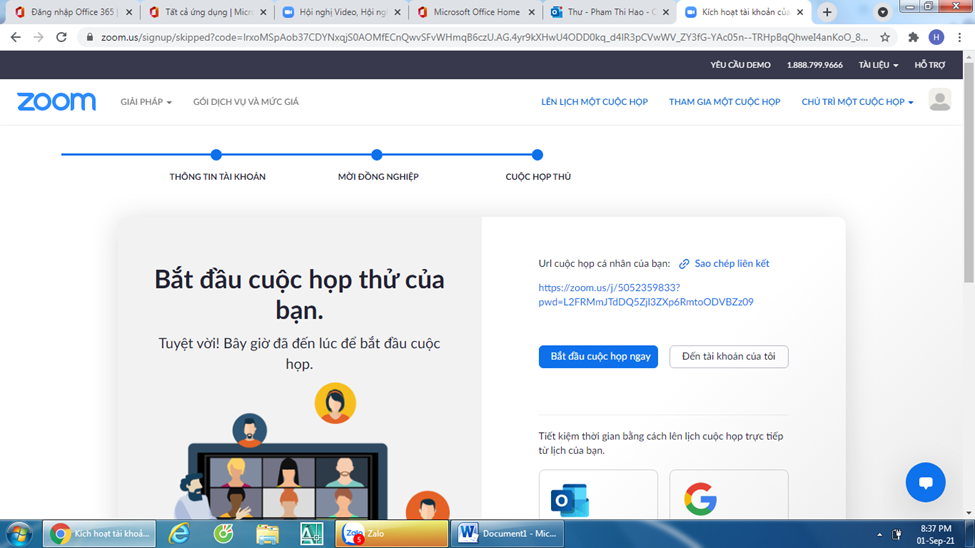 Đăng nhập Office 365 |
Tất cả ứng dụng | Micr
Hội nghị Video, Hội ngh
Microsoft Office Home
Thư - Pham Thi Hao - O
Kích hoạt tài khoản của
zoom.us/signup/skipped?code=
YÊU CẦU DEMO 1.888.799.9666 TÀI LIỆU HỖ TRỢ
zoom GIẢI PHÁP GÓI DỊCH VỤ VÀ MỨC GIÁ LÊN LỊCH MỘT CUỘC HỌP THAM GIA MỘT CUỘC HỌP CHỦ TRÌ MỘT CUỘC HỌP
THÔNG TIN TÀI KHOẢN MỜI ĐỒNG NGHIỆP CUỘC HỌP THỬ
Bắt đầu cuộc họp thử của
bạn.
Tuyệt vời! Bây giờ đã đến lúc để bắt đầu cuộc
họp.
Url cuộc họp cá nhân của bạn: Sao chép liên kết
https://zoom.us/j/5052359833?
pwd=L2FRMmJTdDQ5ZjI3ZXp6RmtoODVBZz09
Bắt đầu cuộc họp ngay Đến tài khoản của tôi
Tiết kiệm thời gian bằng cách lên lịch cuộc họp trực tiếp
từ lịch của bạn.
Kích hoạt tài khoả... Zalo 5 Zalo Document1 - Mic...
8:37 PM
01-Sep-21